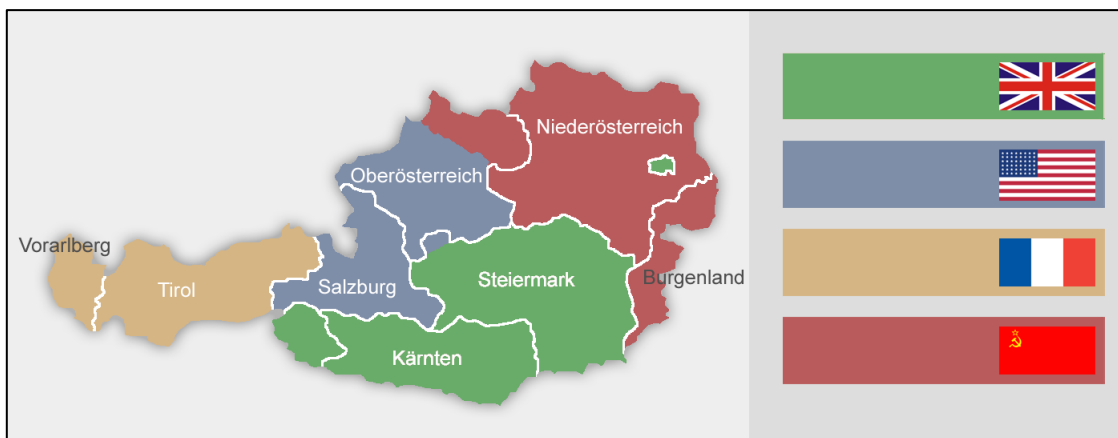 Niederösterreich
Oberösterreich
Vorarlberg
Tirol
Salzburg
Steiermark
Burgenland
Kärnten